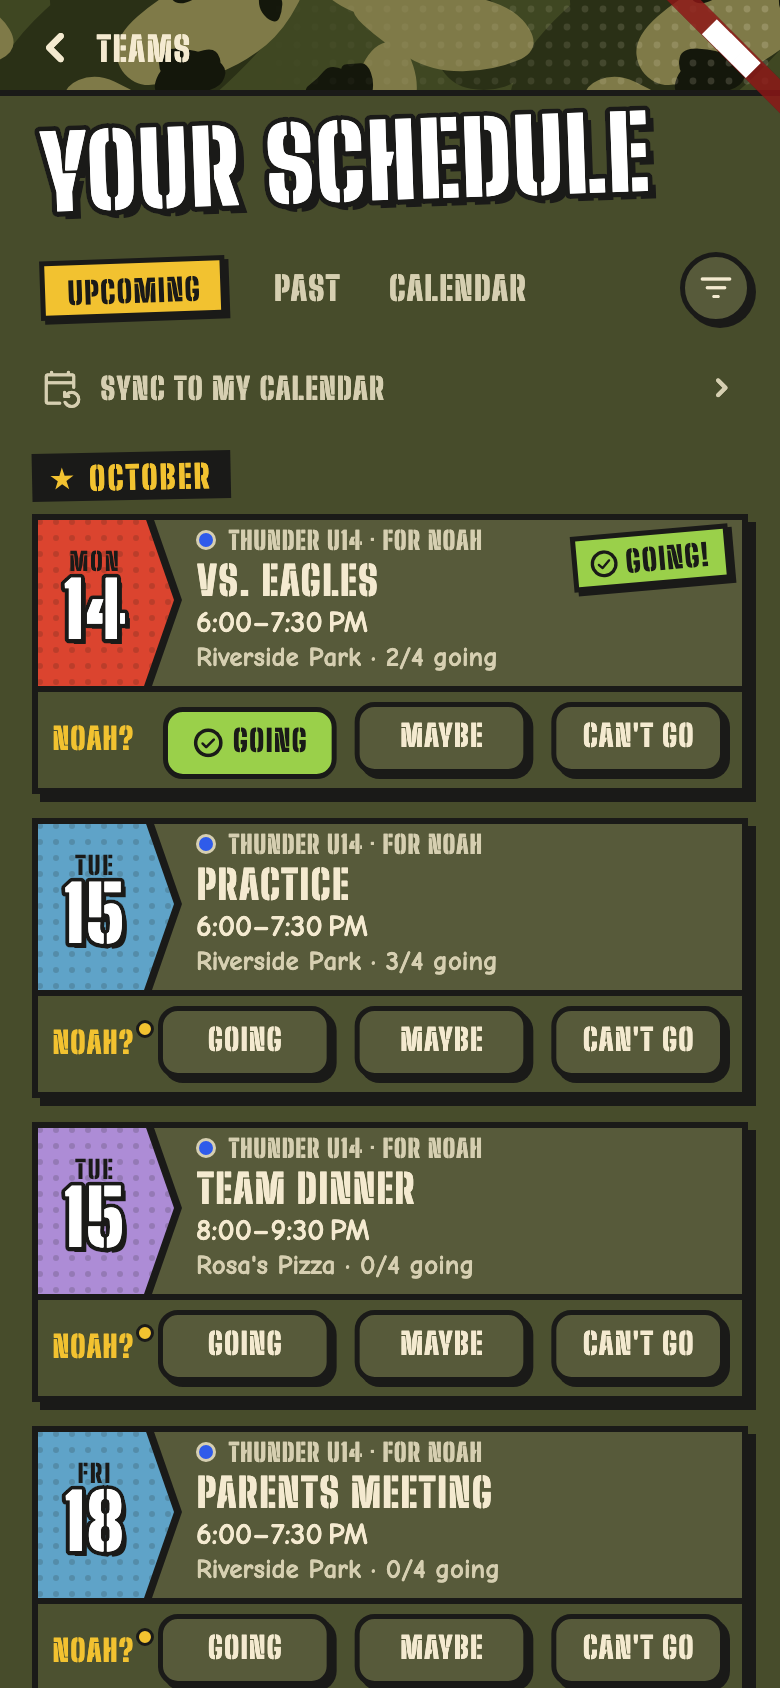 TEAMS
YOUR SCHEDULE
UPCOMING PAST CALENDAR
SYNC TO MY CALENDAR
★ OCTOBER
MON
14
THUNDER U14 · FOR NOAH
GOING!
VS. EAGLES
6:00–7:30 PM
Riverside Park · 2/4 going
NOAH? GOING MAYBE CAN'T GO
TUE
15
THUNDER U14 · FOR NOAH
PRACTICE
6:00–7:30 PM
Riverside Park · 3/4 going
NOAH? GOING MAYBE CAN'T GO
TUE
15
THUNDER U14 · FOR NOAH
TEAM DINNER
8:00–9:30 PM
Rosa's Pizza · 0/4 going
NOAH? GOING MAYBE CAN'T GO
FRI
18
THUNDER U14 · FOR NOAH
PARENTS MEETING
6:00–7:30 PM
Riverside Park · 0/4 going
NOAH? GOING MAYBE CAN'T GO